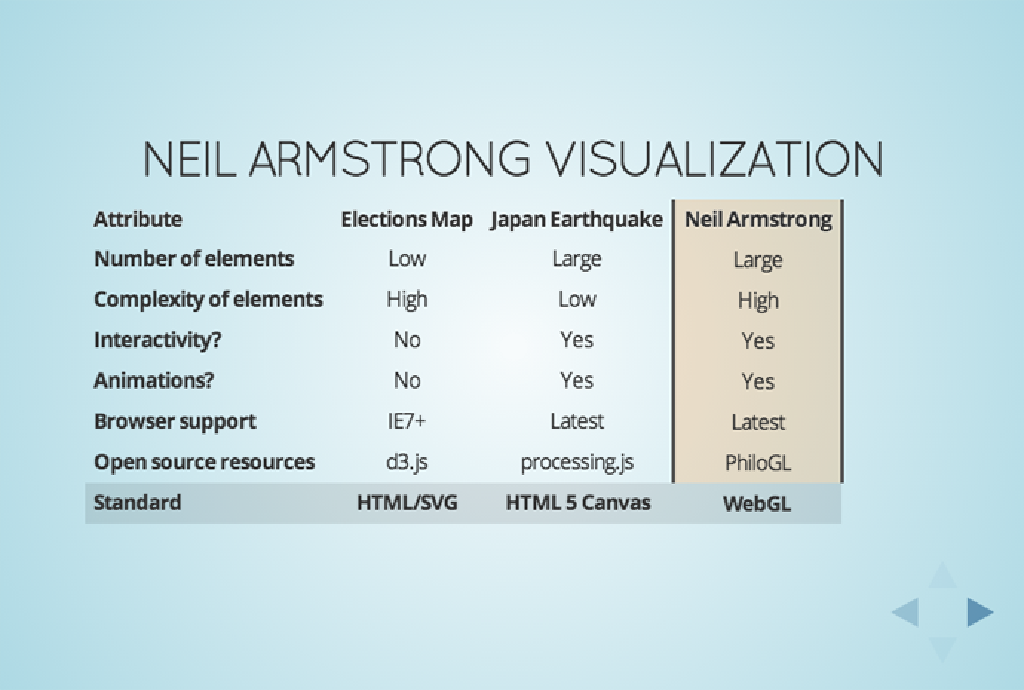 NEIL ARMSTRONG VISUALIZATION
Attribute Elections Map Japan Earthquake Neil Armstrong
Number of elements Low Large Large
Complexity of elements High Low High
Interactivity? No Yes Yes
Animations? No Yes Yes
Browser support IE7+ Latest Latest
Open source resources d3.js processing.js PhiloGL
Standard HTML/SVG HTML 5 Canvas WebGL